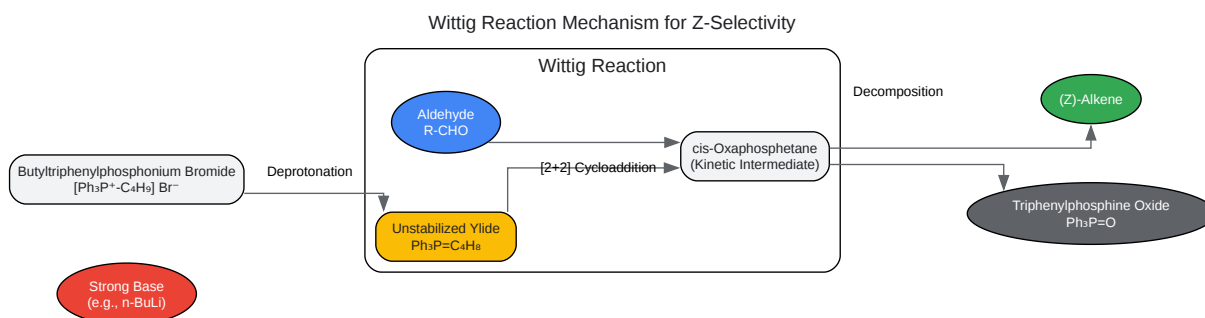 Wittig Reaction Mechanism for Z-Selectivity
Wittig Reaction
Aldehyde
R-CHO
Decomposition
(Z)-Alkene
cis-Oxaphosphetane
(Kinetic Intermediate)
[2+2] Cycloaddition
Butyltriphenylphosphonium Bromide
[Ph₃P⁺-C₄H₉] Br⁻
Deprotonation
Unstabilized Ylide
Ph₃P=C₄H₈
Triphenylphosphine Oxide
Ph₃P=O
Strong Base
(e.g., n-BuLi)